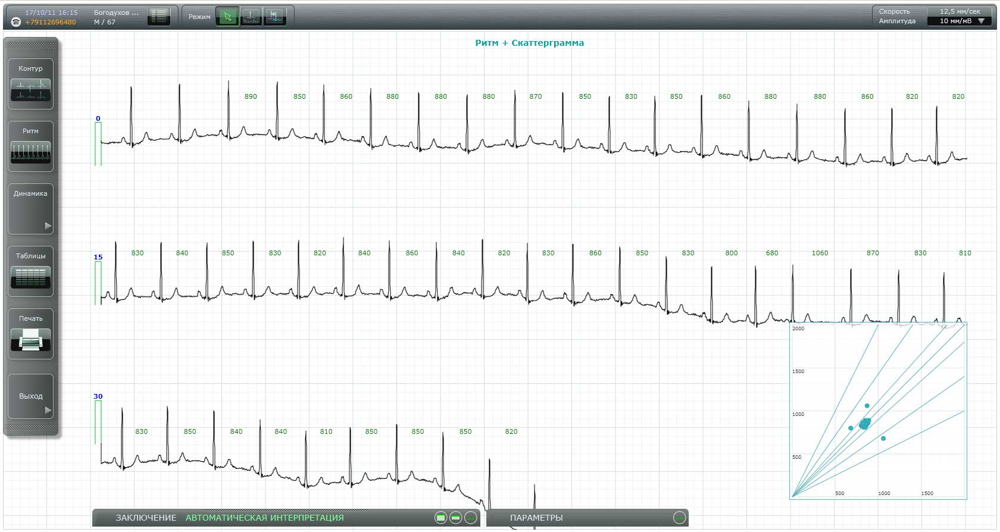 17/10/11 16:15
+79112696480
Богодухов ...
М / 67
Режим
Скорость 12,5 мм/сек
Амплитуда 10 мм/мВ
Ритм + Скаттерграмма
Контур
Ритм
Динамика
Таблицы
Печать
Выход
0
890 850 860 880 880 880 870 850 830 850 860 880 880 860 820 820
15
830 840 850 830 820 840 860 840 820 830 860 850 830 800 680 1060 870 830 810
30
830 850 840 840 810 850 850 850 820
2000
1500
1000
500
500 1000 1500
ЗАКЛЮЧЕНИЕ АВТОМАТИЧЕСКАЯ ИНТЕРПРЕТАЦИЯ
ПАРАМЕТРЫ